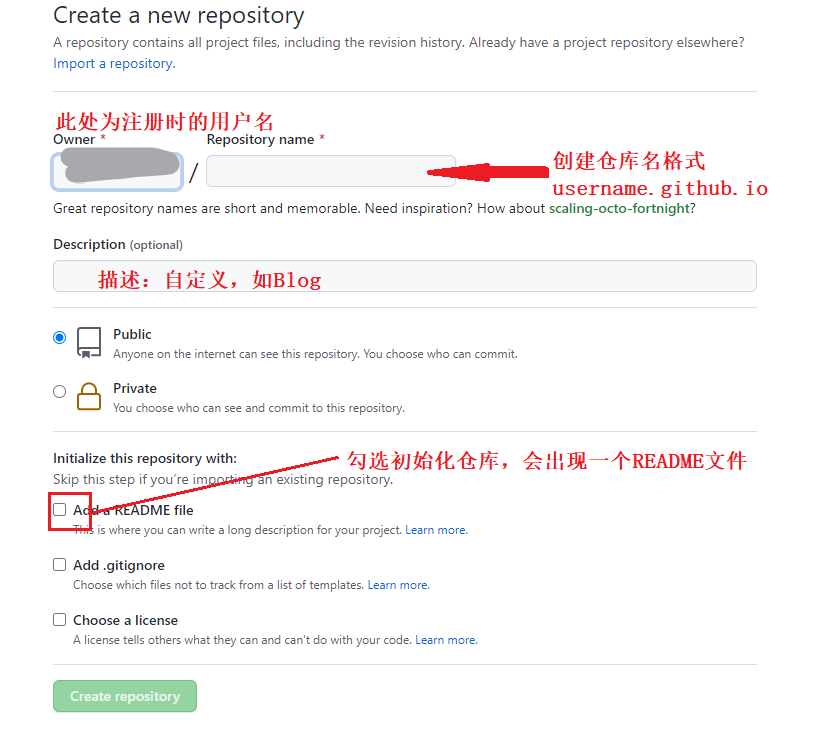 Create a new repository
A repository contains all project files, including the revision history. Already have a project repository elsewhere?
Import a repository.
此处为注册时的用户名
Owner * Repository name *
/
创建仓库名格式
username.github.io
Great repository names are short and memorable. Need inspiration? How about scaling-octo-fortnight?
Description (optional)
描述：自定义，如Blog
Public
Anyone on the internet can see this repository. You choose who can commit.
Private
You choose who can see and commit to this repository.
Initialize this repository with:
勾选初始化仓库，会出现一个README文件
Skip this step if you're importing an existing repository.
Add a README file
This is where you can write a long description for your project. Learn more.
Add .gitignore
Choose which files not to track from a list of templates. Learn more.
Choose a license
A license tells others what they can and can't do with your code. Learn more.
Create repository